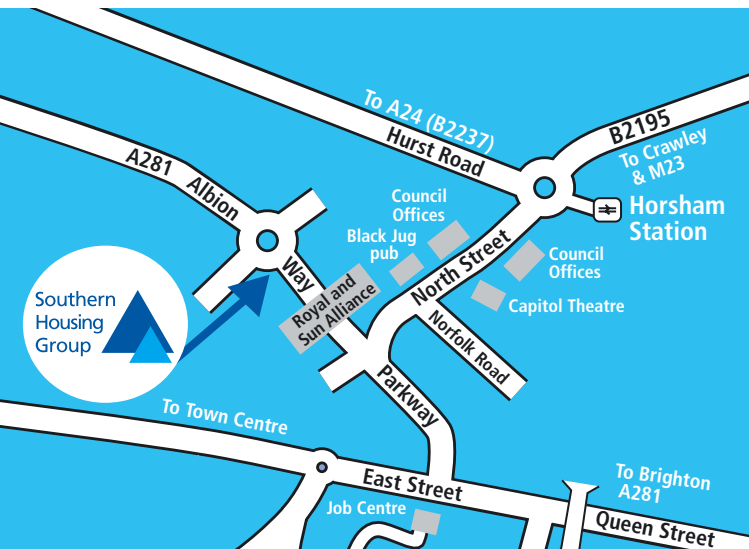 To A24 (B2237)
Hurst Road
B2195
To Crawley
& M23
A281
Albion
Way
Council
Offices
Black Jug
pub
North Street
Horsham
Station
Council
Offices
Capitol Theatre
Royal and
Sun Alliance
Norfolk Road
Southern
Housing
Group
Parkway
To Town Centre
East Street
To Brighton
A281
Job Centre
Queen Street